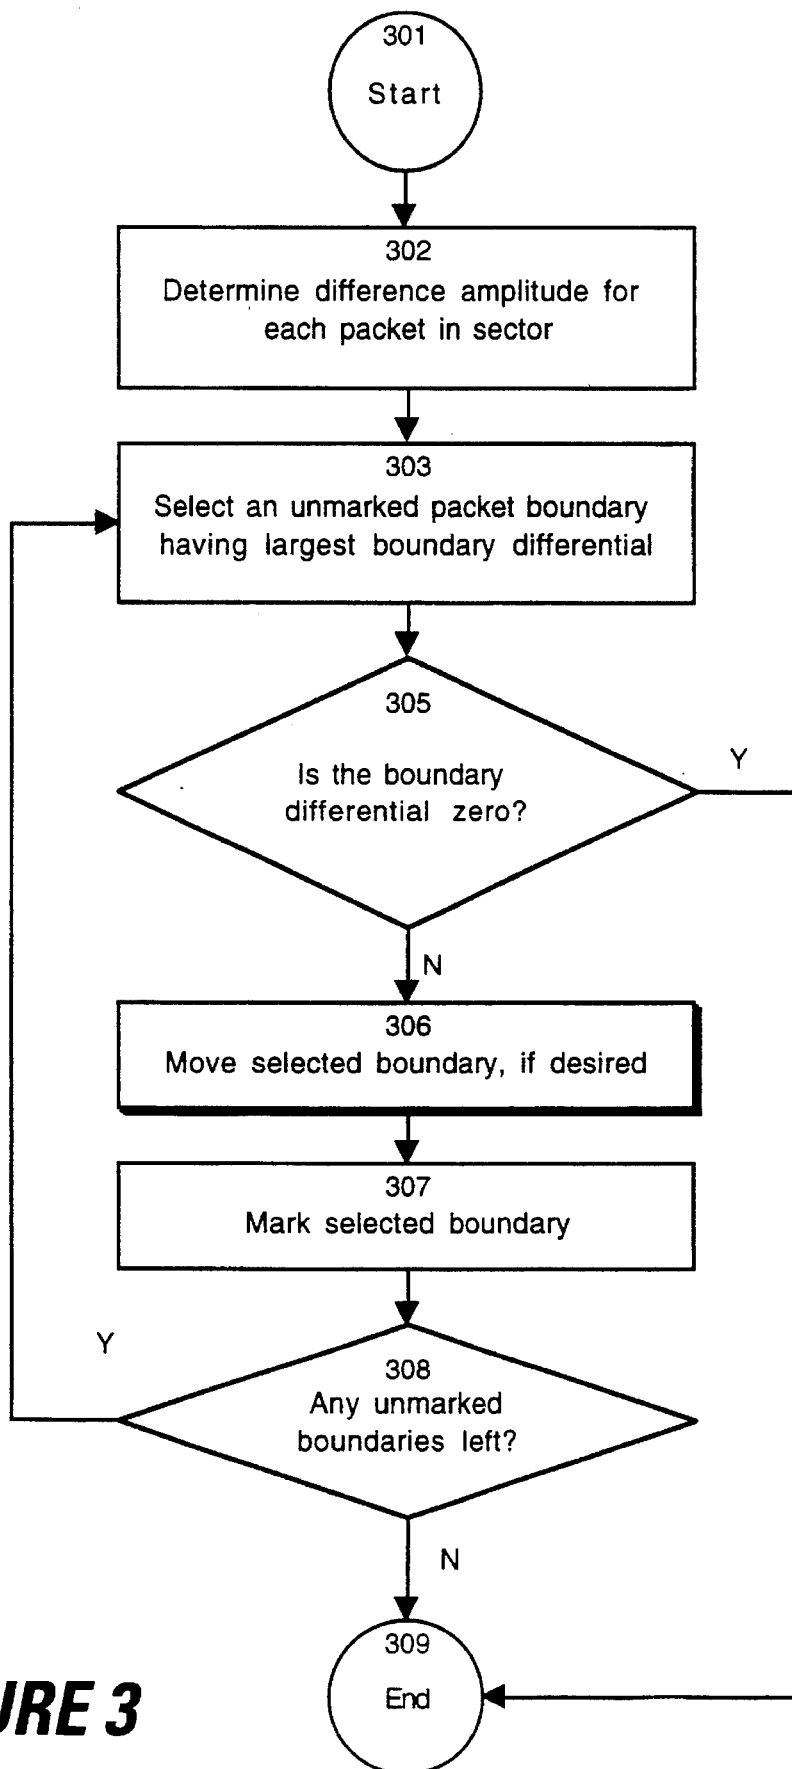 301
Start
302
Determine difference amplitude for
each packet in sector
303
Select an unmarked packet boundary
having largest boundary differential
305
Is the boundary
differential zero?
Y
N
306
Move selected boundary, if desired
307
Mark selected boundary
Y
308
Any unmarked
boundaries left?
N
309
End
URE 3